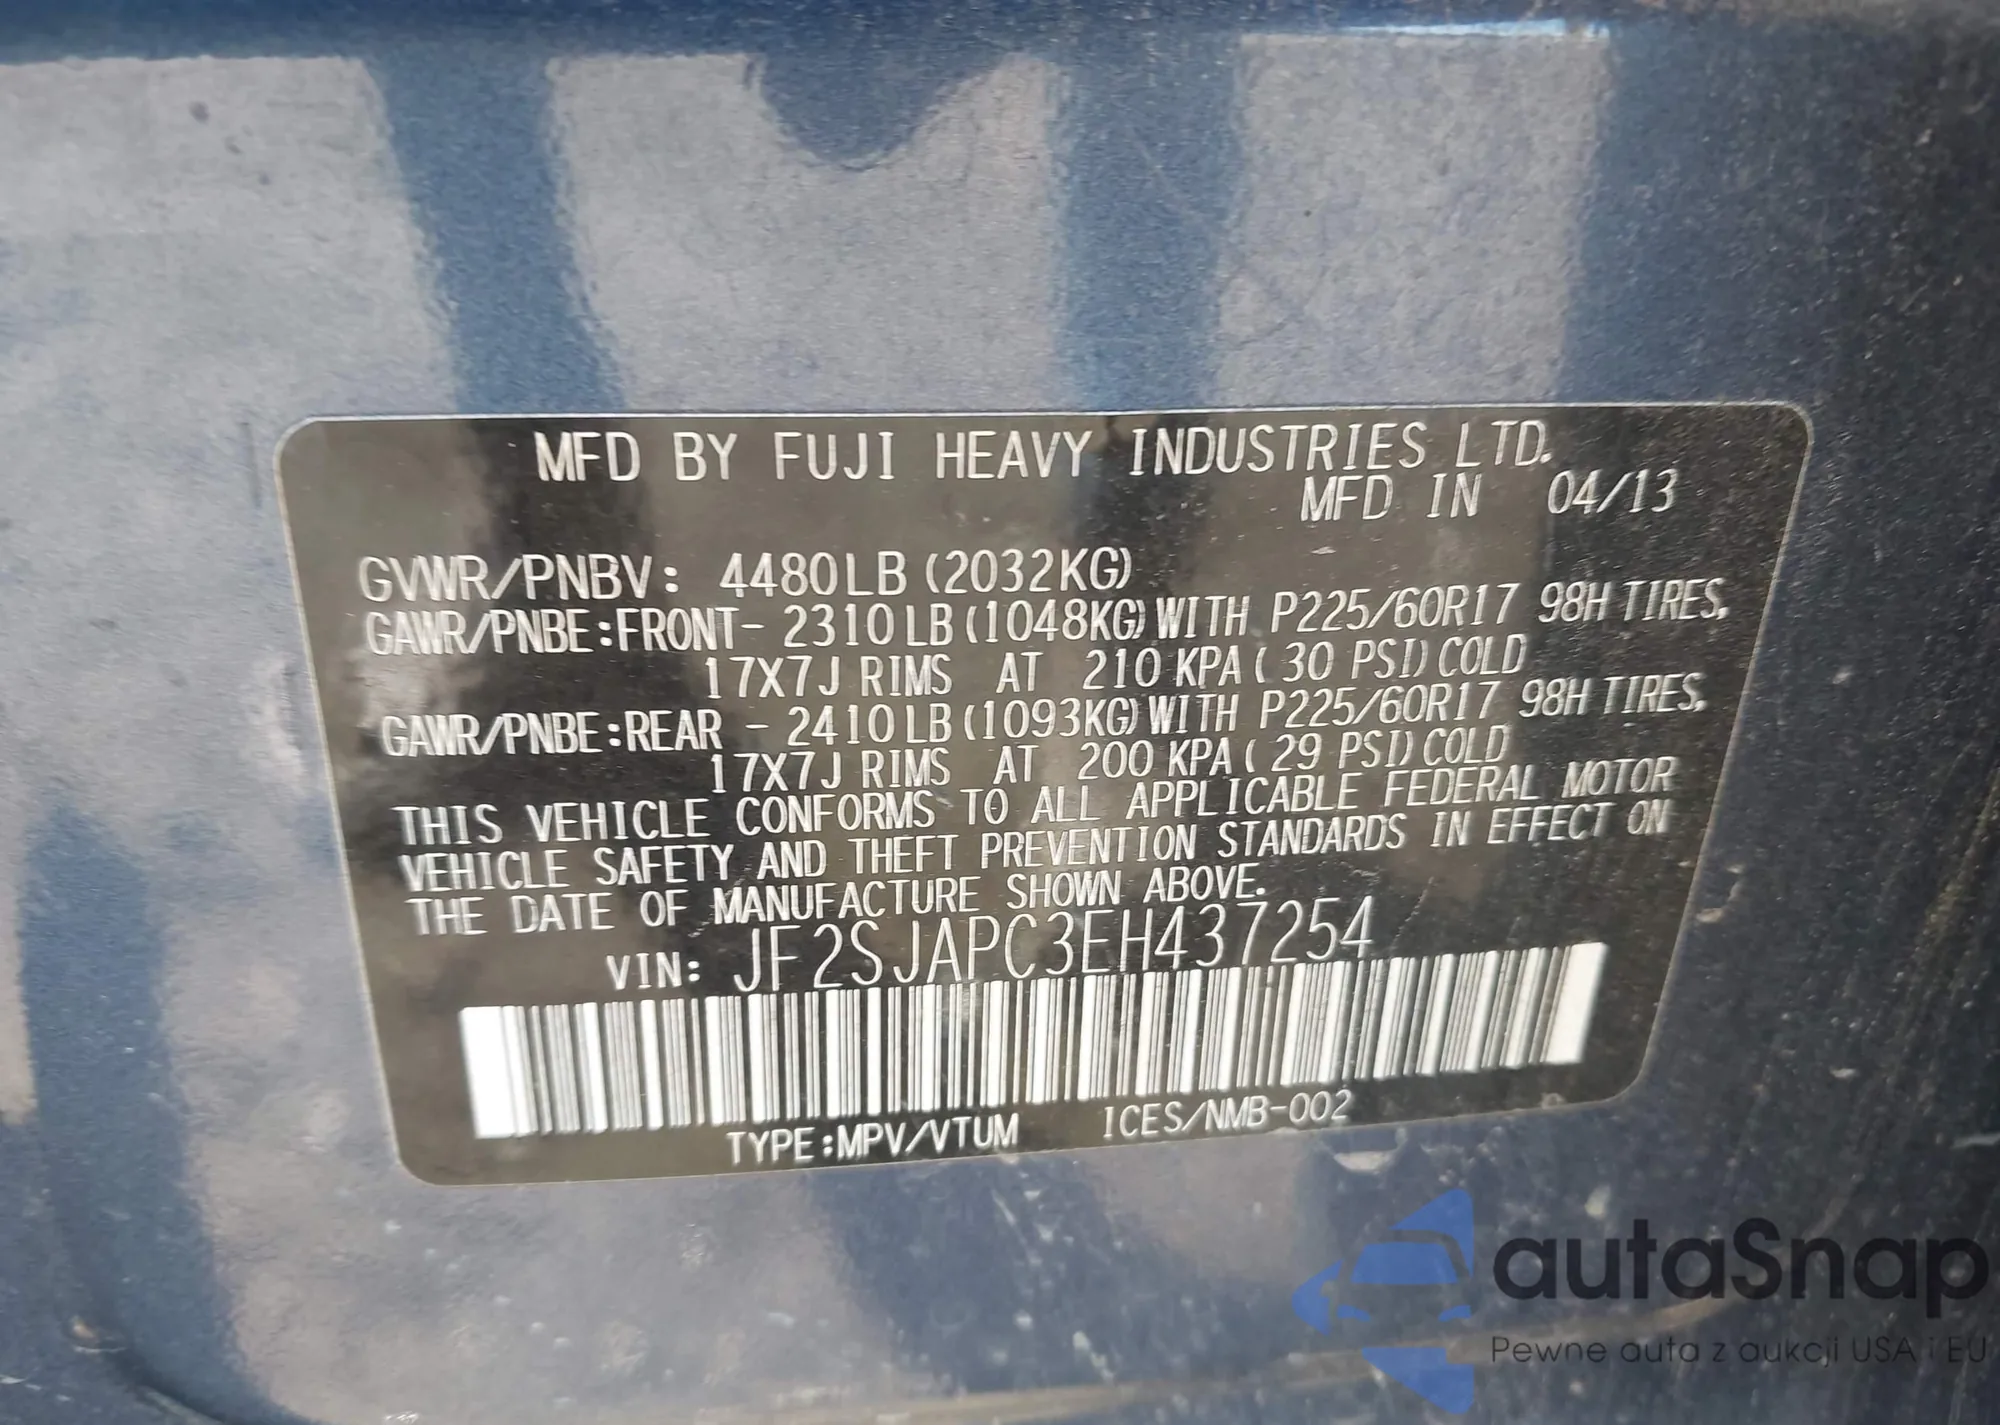 MFD BY FUJI HEAVY INDUSTRIES LTD.
MFD IN 04/13
GVWR/PNBV: 4480LB (2032KG)
GAWR/PNBE:FRONT- 2310LB(1048KG)WITH P225/60R17 98H TIRES,
17X7J RIMS AT 210 KPA( 30 PSI)COLD
GAWR/PNBE:REAR - 2410LB(1093KG)WITH P225/60R17 98H TIRES,
17X7J RIMS AT 200 KPA( 29 PSI)COLD
THIS VEHICLE CONFORMS TO ALL APPLICABLE FEDERAL MOTOR
VEHICLE SAFETY AND THEFT PREVENTION STANDARDS IN EFFECT ON
THE DATE OF MANUFACTURE SHOWN ABOVE.
VIN: JF2SJAPC3EH437254
TYPE:MPV/VTUM ICES/NMB-002
autaSnap
Pewne auta z aukcji USA i EU